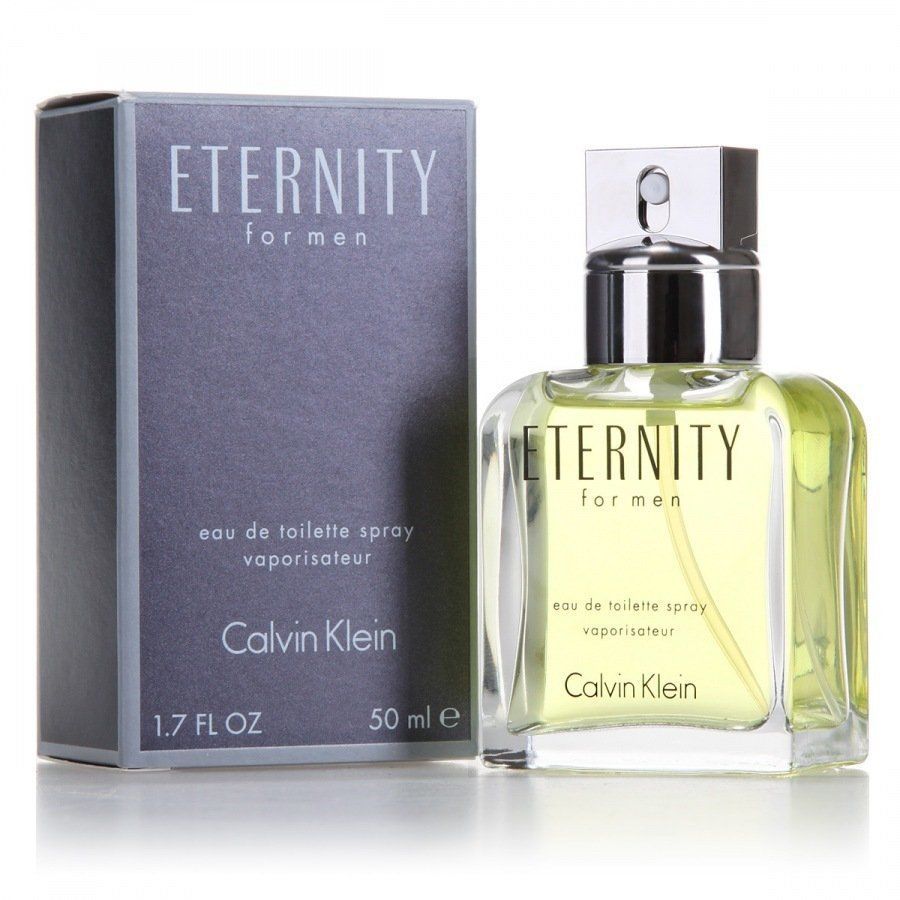 ETERNITY
for men
eau de toilette spray
vaporisateur
Calvin Klein
1.7 FL OZ 50 ml ℮
ETERNITY
for men
eau de toilette spray
vaporisateur
Calvin Klein